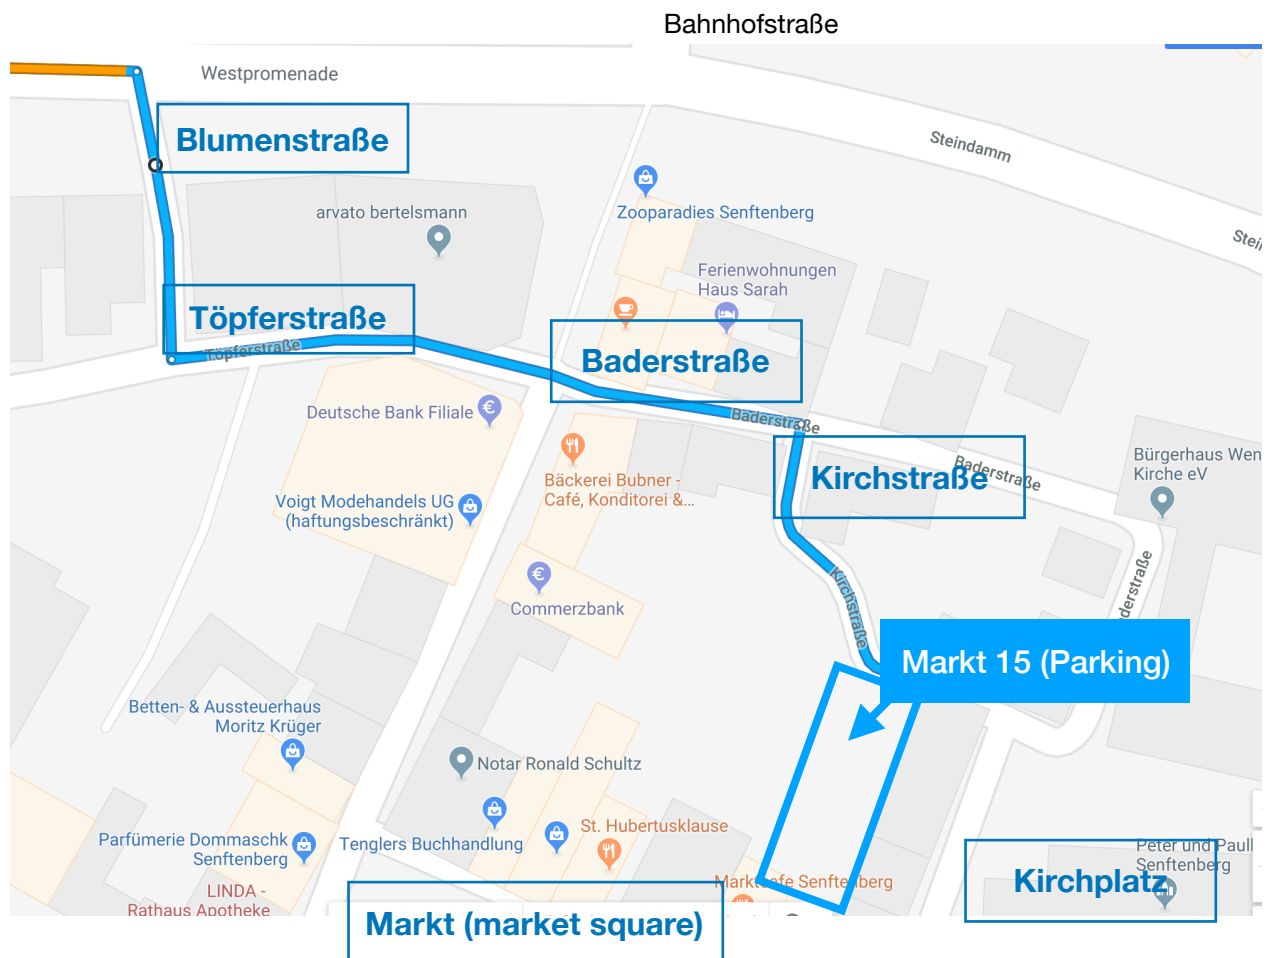 Bahnhofstraße
Westpromenade
Blumenstraße
Steindamm
Zooparadies Senftenberg
arvato bertelsmann
Ferienwohnungen
Haus Sarah
Töpferstraße
Töpferstraße
Baderstraße
Deutsche Bank Filiale
Baderstraße
Bäckerei Bubner -
Café, Konditorei &...
Kirchstraße
Baderstraße
Bürgerhaus Wen
Kirche eV
Voigt Modehandels UG
(haftungsbeschränkt)
Commerzbank
Kirchstraße
Markt 15 (Parking)
Betten- & Aussteuerhaus
Moritz Krüger
Notar Ronald Schultz
Parfümerie Dommaschk
Senftenberg
Tenglers Buchhandlung
St. Hubertusklause
Peter und Paul
Senftenberg
Kirchplatz
LINDA -
Rathaus Apotheke
Marktcafe Senftenberg
Markt (market square)